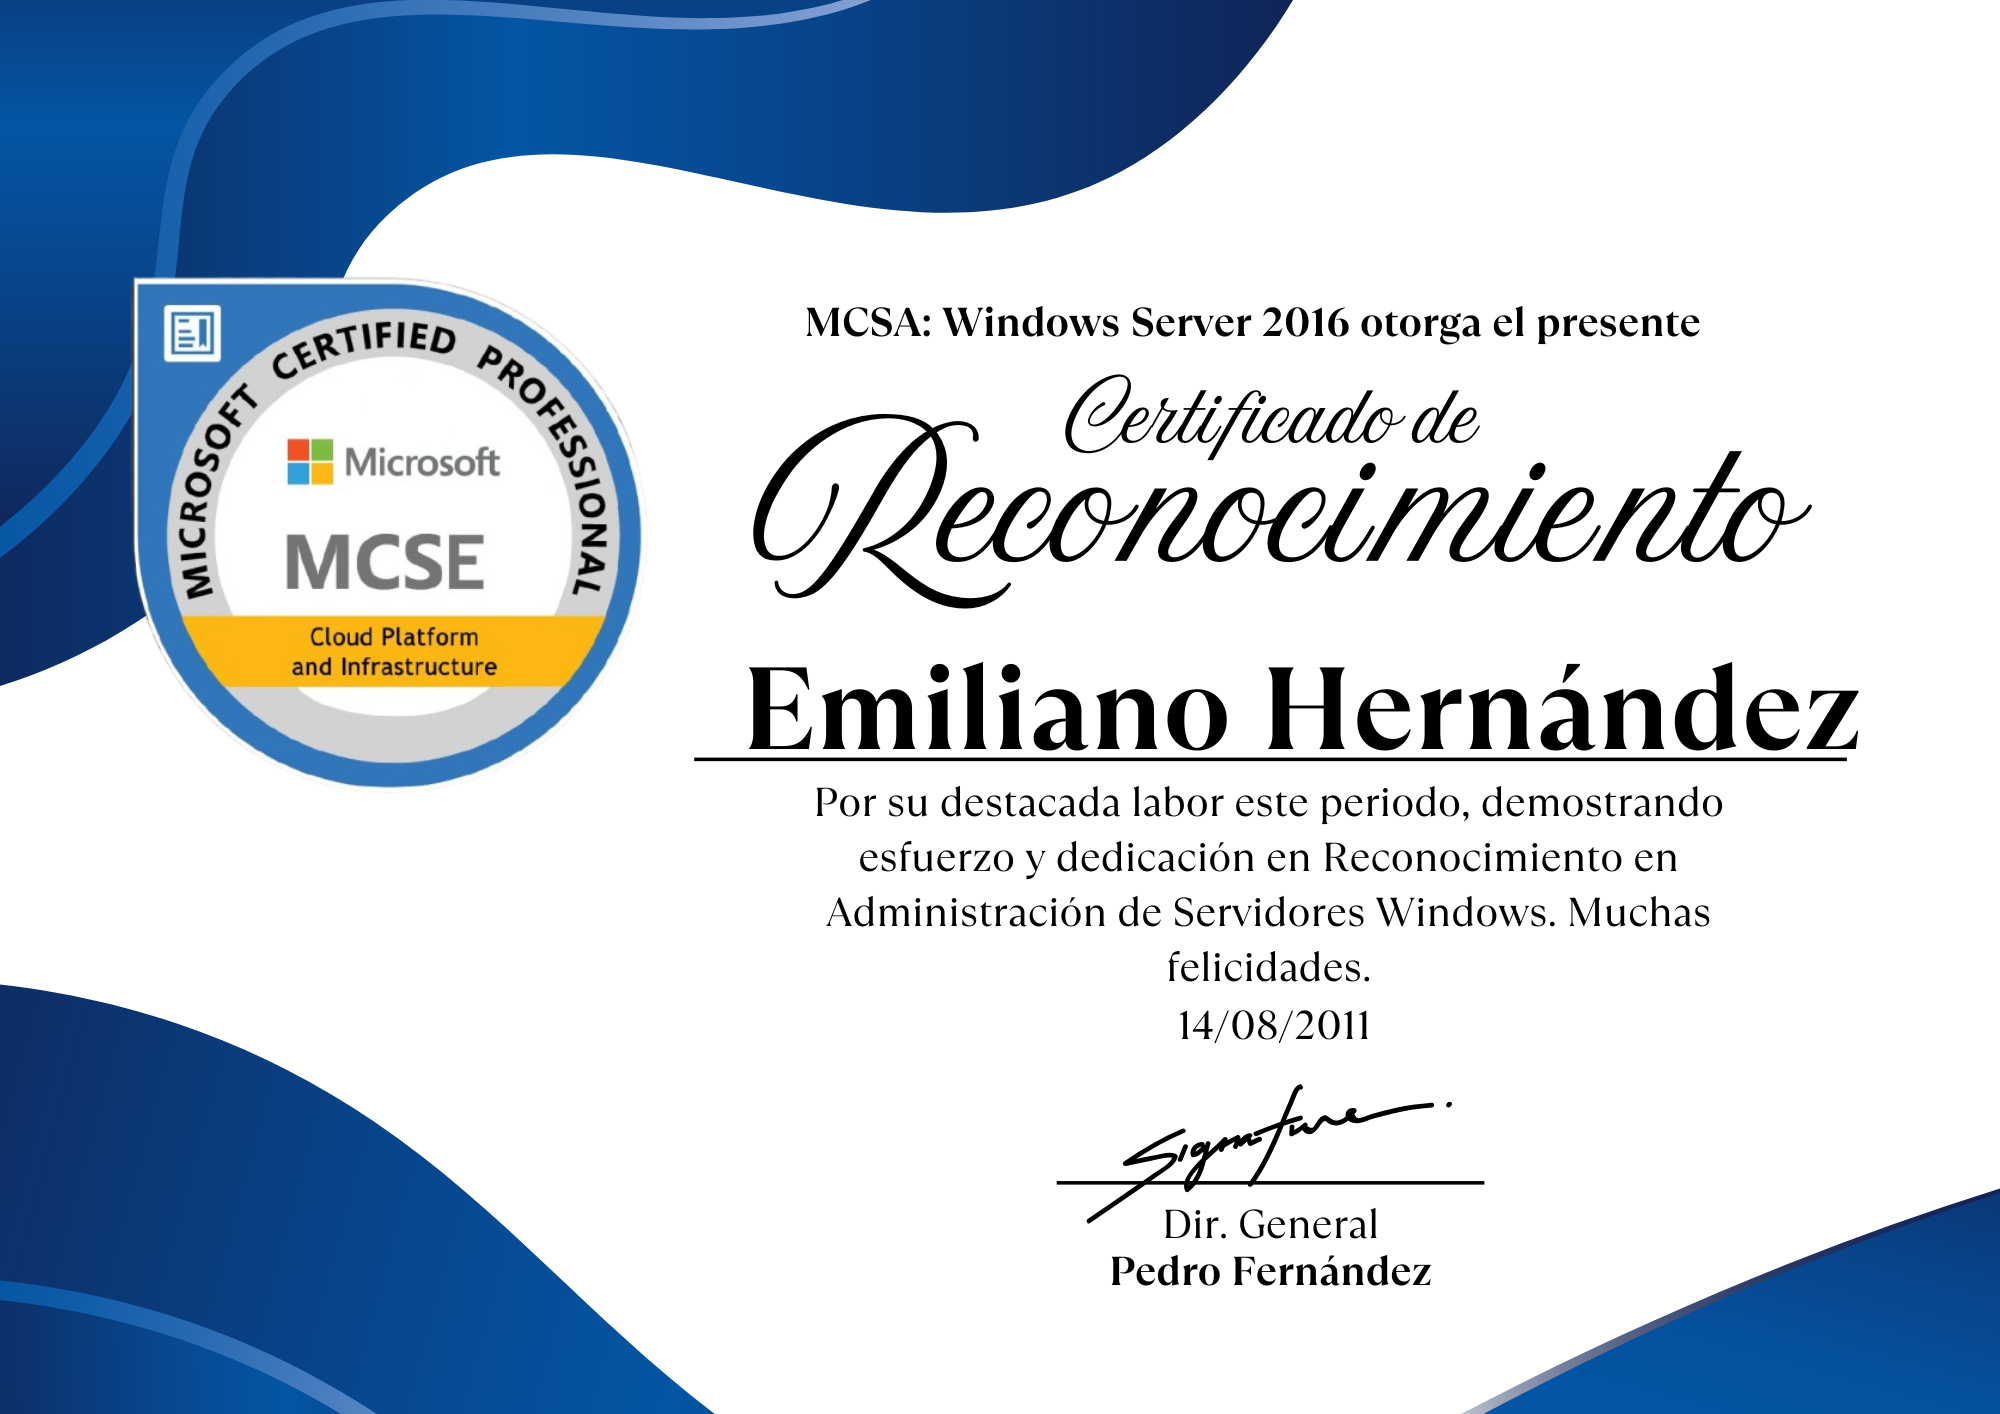 MICROSOFT CERTIFIED PROFESSIONAL
Microsoft
MCSE
Cloud Platform
and Infrastructure
MCSA: Windows Server 2016 otorga el presente
Certificado de
Reconocimiento
Emiliano Hernández
Por su destacada labor este periodo, demostrando
esfuerzo y dedicación en Reconocimiento en
Administración de Servidores Windows. Muchas
felicidades.
14/08/2011
Signature
Dir. General
Pedro Fernández